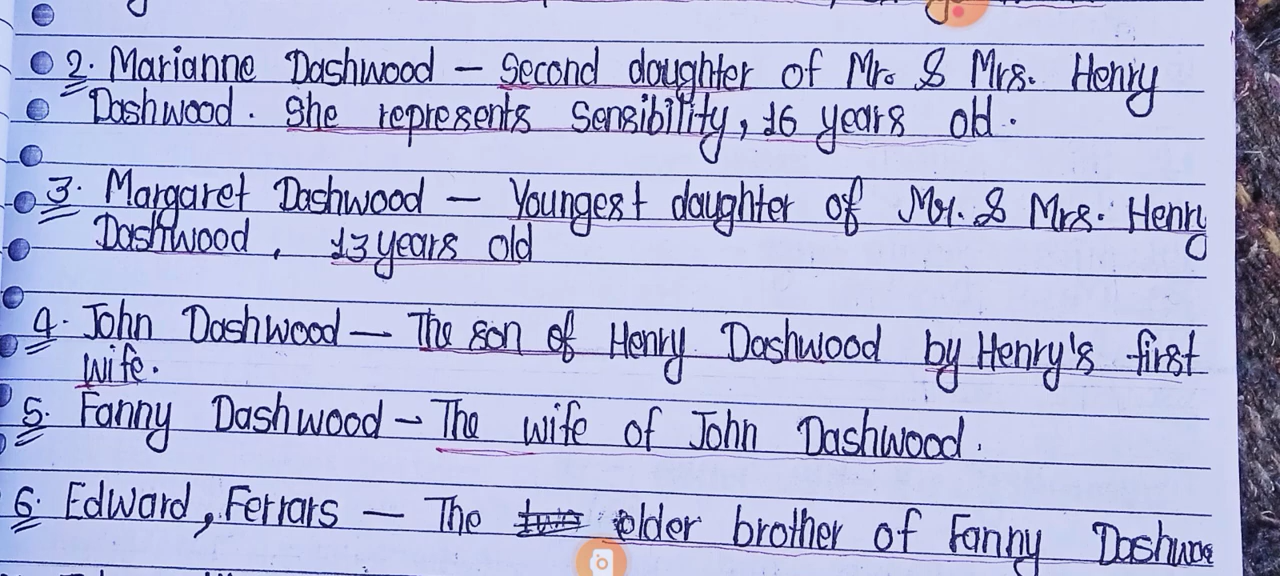 2. Marianne Dashwood – Second daughter of Mr. & Mrs. Henry
Dashwood. She represents Sensibility, 16 years old.
3. Margaret Dashwood – Youngest daughter of Mr. & Mrs. Henry
Dashwood, 13 years old
4. John Dashwood – The son of Henry Dashwood by Henry's first
wife.
5. Fanny Dashwood – The wife of John Dashwood.
6. Edward, Ferrars – The older brother of Fanny